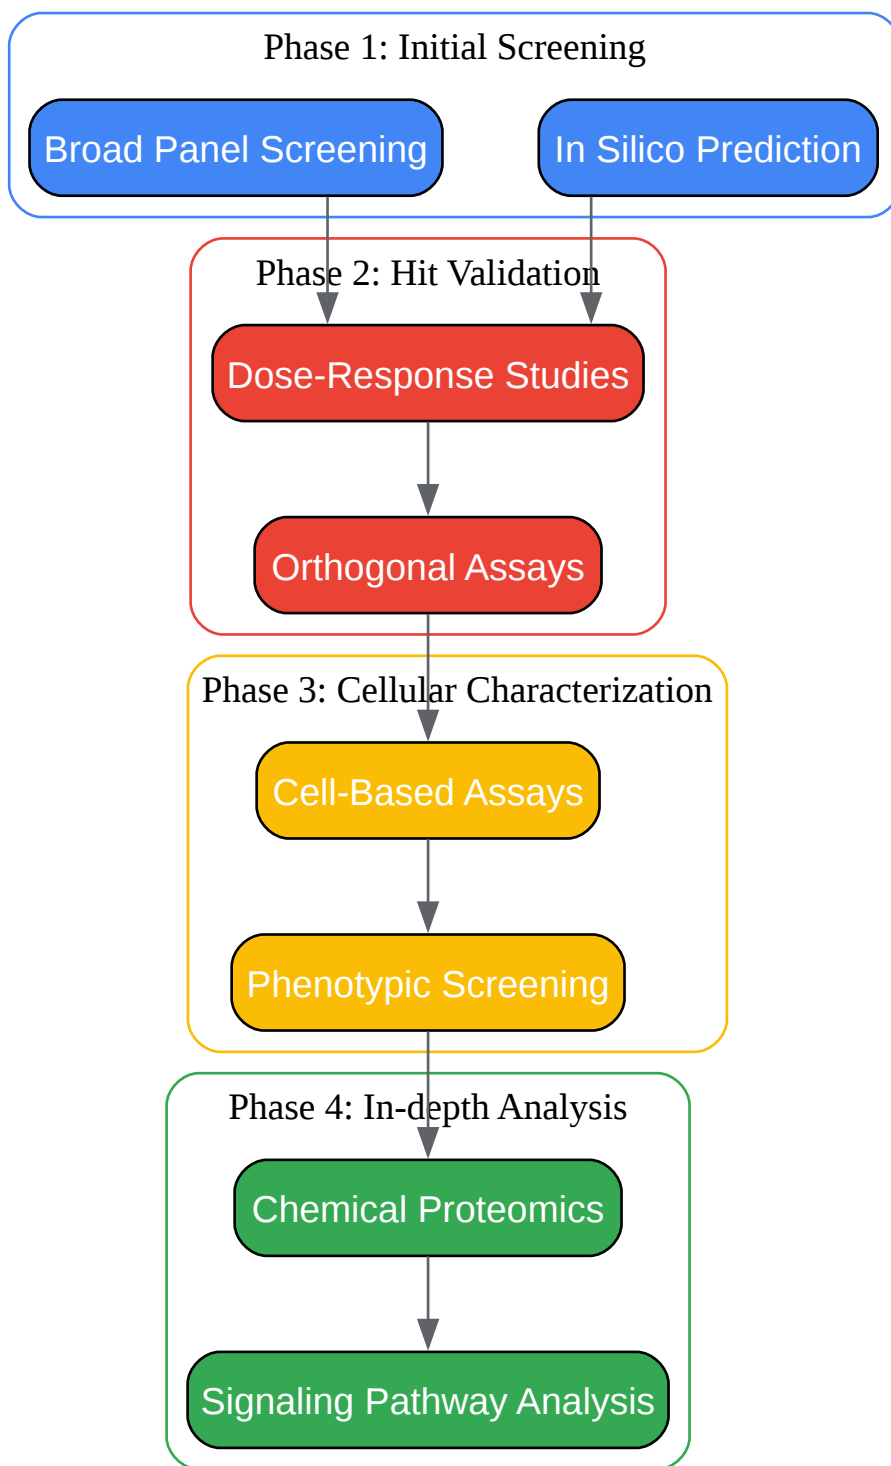 Phase 1: Initial Screening
Broad Panel Screening
In Silico Prediction
Phase 2: Hit Validation
Dose-Response Studies
Orthogonal Assays
Phase 3: Cellular Characterization
Cell-Based Assays
Phenotypic Screening
Phase 4: In-depth Analysis
Chemical Proteomics
Signaling Pathway Analysis